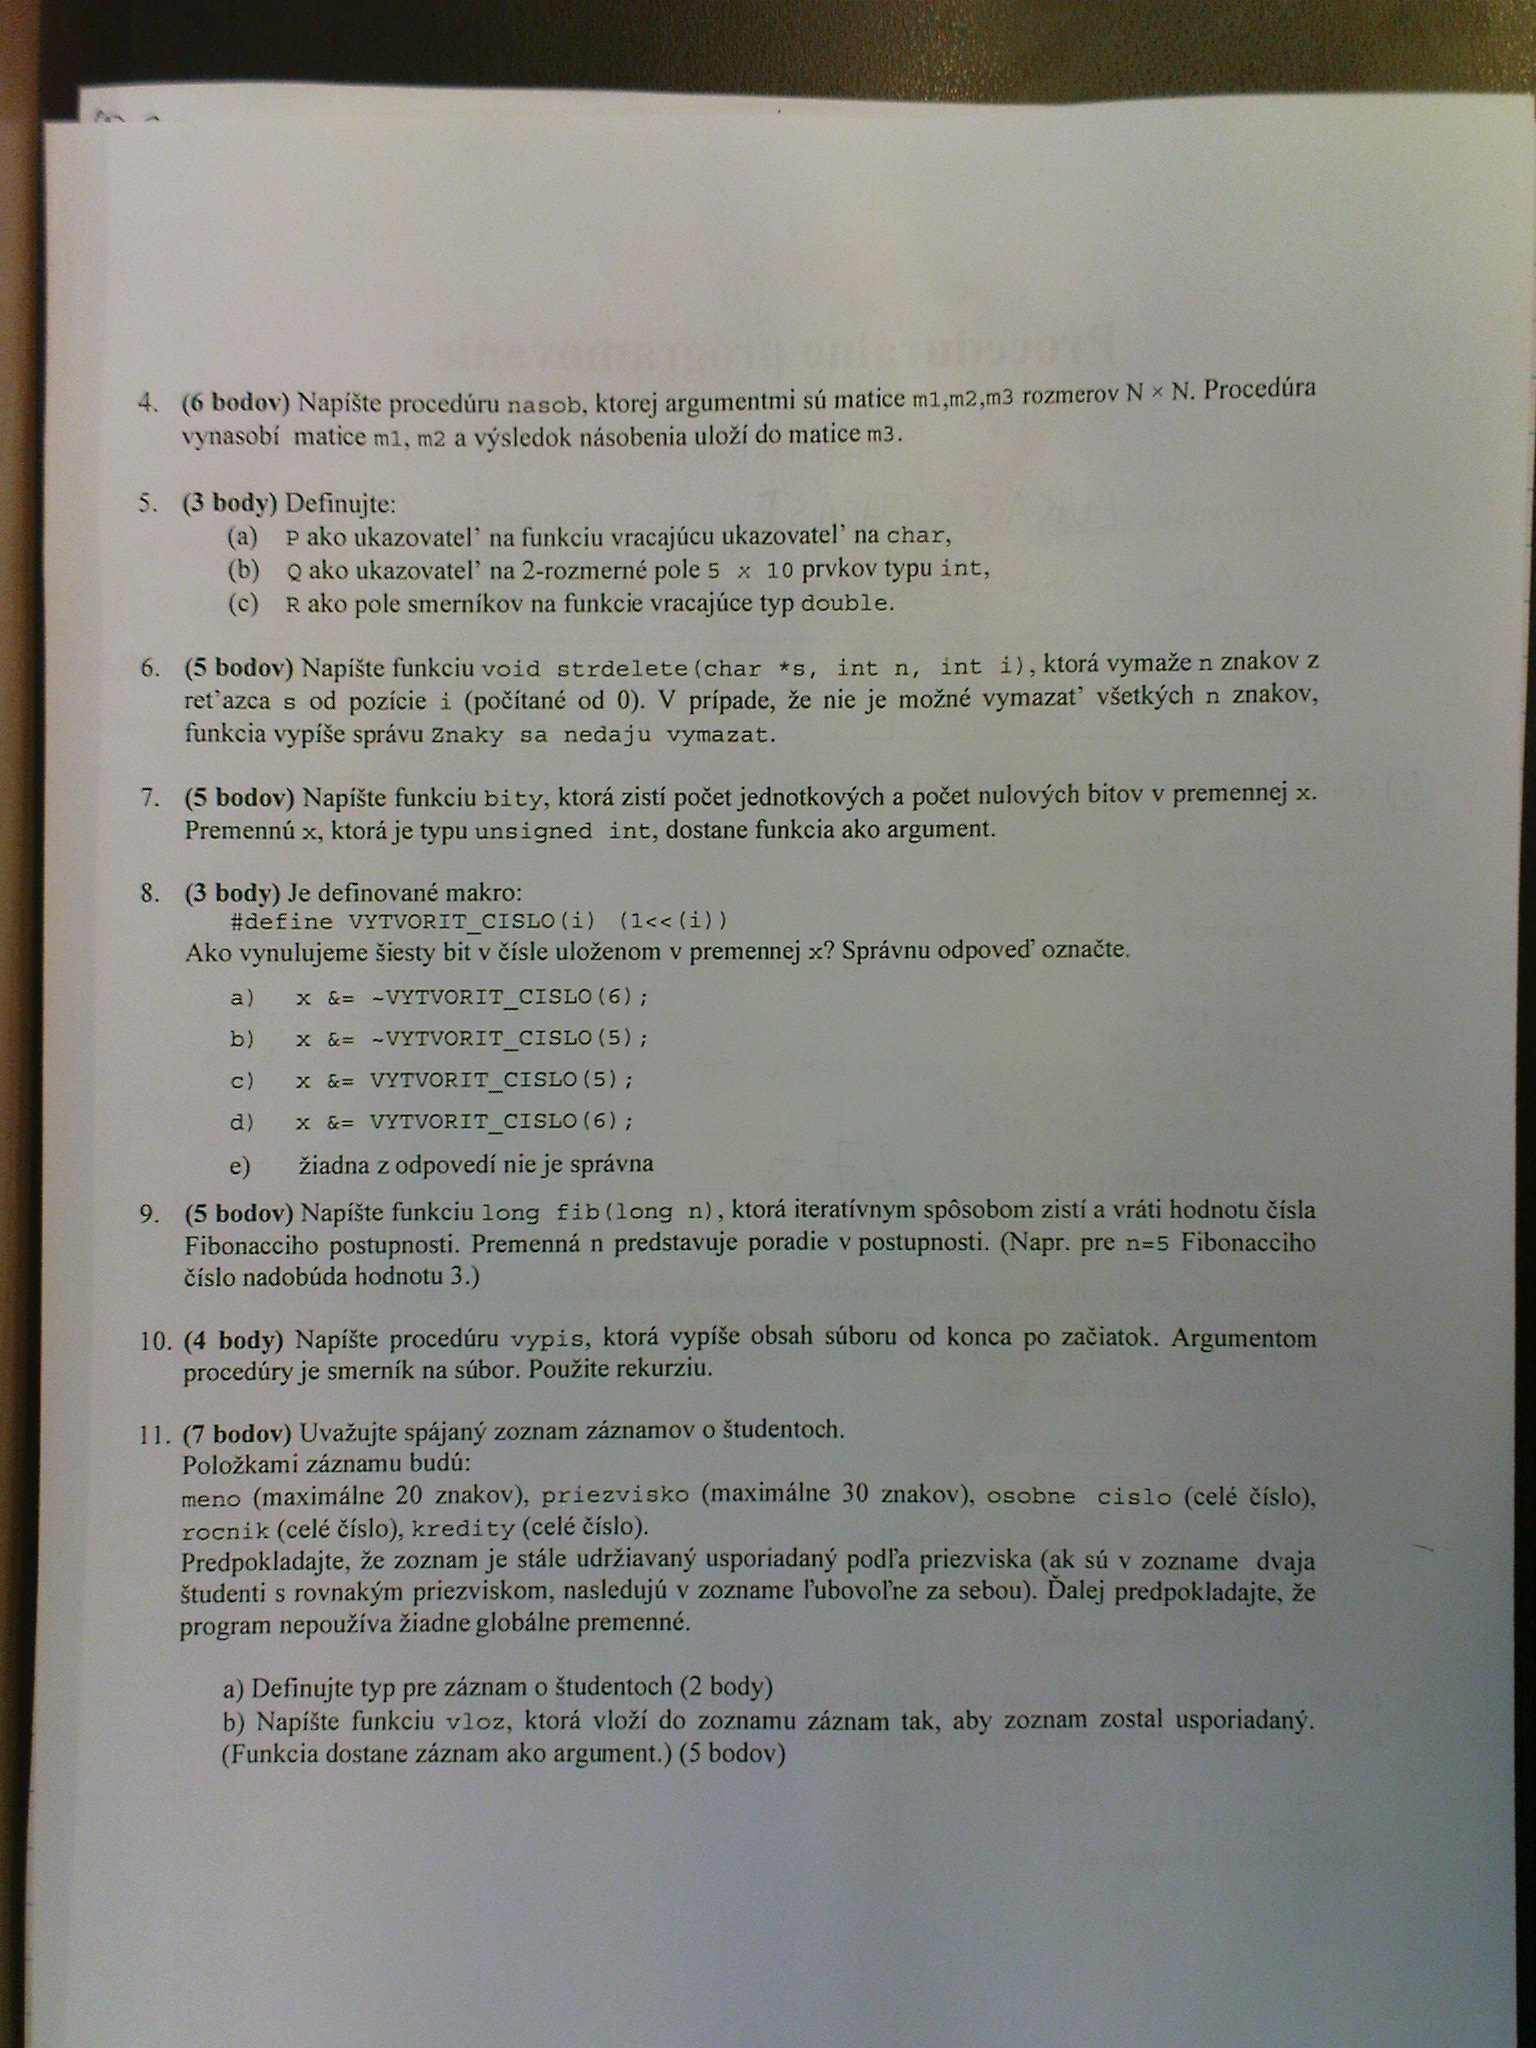 4. (6 bodov) Napíšte procedúru nasob, ktorej argumentmi sú matice m1,m2,m3 rozmerov N × N. Procedúra
vynasobí matice m1, m2 a výsledok násobenia uloží do matice m3.
5. (3 body) Definujte:
(a) P ako ukazovateľ na funkciu vracajúcu ukazovateľ na char,
(b) Q ako ukazovateľ na 2-rozmerné pole 5 x 10 prvkov typu int,
(c) R ako pole smerníkov na funkcie vracajúce typ double.
6. (5 bodov) Napíšte funkciu void strdelete(char *s, int n, int i), ktorá vymaže n znakov z
reťazca s od pozície i (počítané od 0). V prípade, že nie je možné vymazať všetkých n znakov,
funkcia vypíše správu Znaky sa nedaju vymazat.
7. (5 bodov) Napíšte funkciu bity, ktorá zistí počet jednotkových a počet nulových bitov v premennej x.
Premennú x, ktorá je typu unsigned int, dostane funkcia ako argument.
8. (3 body) Je definované makro:
#define VYTVORIT_CISLO(i) (1<<(i))
Ako vynulujeme šiesty bit v čísle uloženom v premennej x? Správnu odpoveď označte.
a) x &= ~VYTVORIT_CISLO(6);
b) x &= ~VYTVORIT_CISLO(5);
c) x &= VYTVORIT_CISLO(5);
d) x &= VYTVORIT_CISLO(6);
e) žiadna z odpovedí nie je správna
9. (5 bodov) Napíšte funkciu long fib(long n), ktorá iteratívnym spôsobom zistí a vráti hodnotu čísla
Fibonacciho postupnosti. Premenná n predstavuje poradie v postupnosti. (Napr. pre n=5 Fibonacciho
číslo nadobúda hodnotu 3.)
10. (4 body) Napíšte procedúru vypis, ktorá vypíše obsah súboru od konca po začiatok. Argumentom
procedúry je smerník na súbor. Použite rekurziu.
11. (7 bodov) Uvažujte spájaný zoznam záznamov o študentoch.
Položkami záznamu budú:
meno (maximálne 20 znakov), priezvisko (maximálne 30 znakov), osobne cislo (celé číslo),
rocnik (celé číslo), kredity (celé číslo).
Predpokladajte, že zoznam je stále udržiavaný usporiadaný podľa priezviska (ak sú v zozname dvaja
študenti s rovnakým priezviskom, nasledujú v zozname ľubovoľne za sebou). Ďalej predpokladajte, že
program nepoužíva žiadne globálne premenné.
a) Definujte typ pre záznam o študentoch (2 body)
b) Napíšte funkciu vloz, ktorá vloží do zoznamu záznam tak, aby zoznam zostal usporiadaný.
(Funkcia dostane záznam ako argument.) (5 bodov)